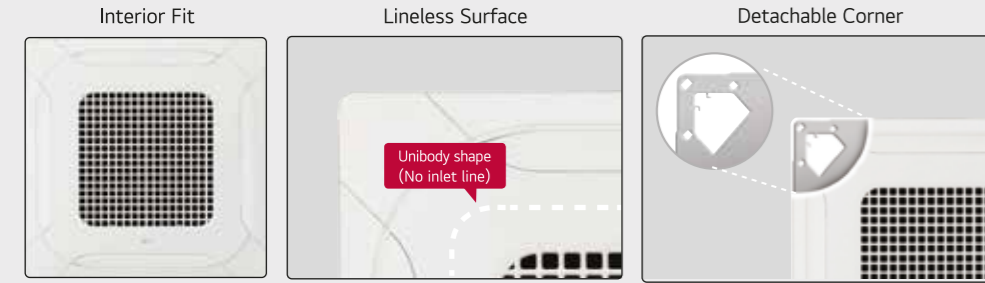 Interior Fit
Lineless Surface
Detachable Corner
Unibody shape
(No inlet line)